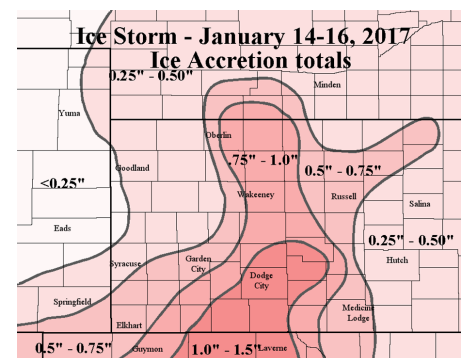 Ice Storm - January 14-16, 2017
Ice Accretion totals
0.25" - 0.50"
Minden
Yuma
Oberlin
.75" - 1.0"
0.5" - 0.75"
Goodland
<0.25"
Wakeeney
Russell
Salina
Eads
0.25" - 0.50"
Syracuse
Garden
City
Hutch
Dodge
City
Springfield
Medicine
Lodge
Elkhart
0.5" - 0.75"
Guymon
1.0" - 1.5"
Laverne